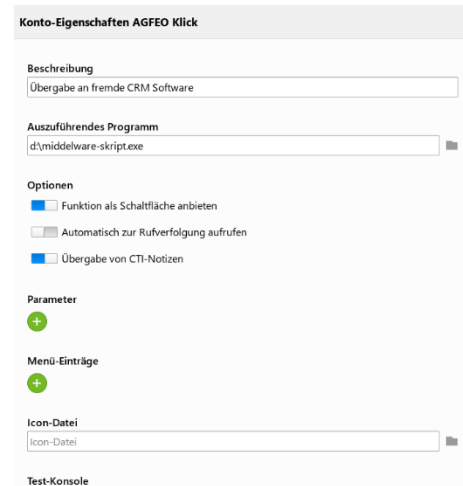 Konto-Eigenschaften AGFEO Klick
Beschreibung
Übergabe an fremde CRM Software
Auszuführendes Programm
d:\middelware-skript.exe
Optionen
Funktion als Schaltfläche anbieten
Automatisch zur Rufverfolgung aufrufen
Übergabe von CTI-Notizen
Parameter
Menü-Einträge
Icon-Datei
Icon-Datei
Test-Konsole